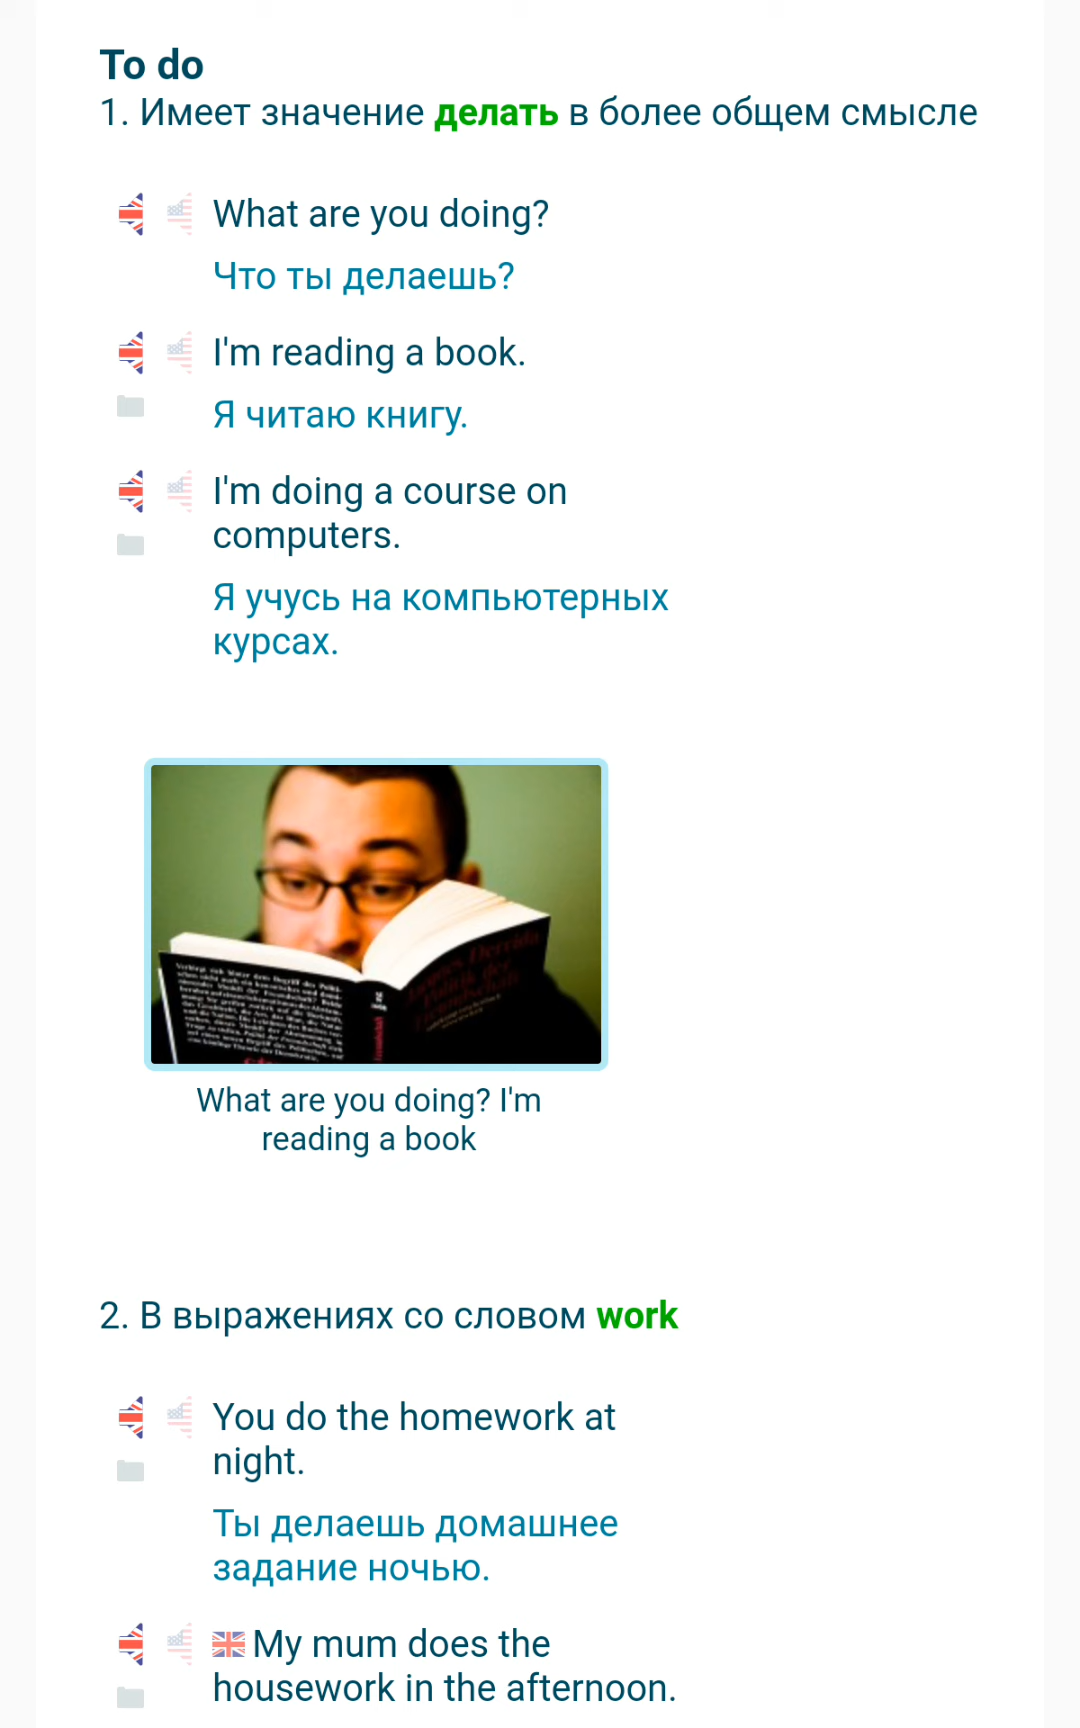 To do
1. Имеет значение делать в более общем смысле
What are you doing?
Что ты делаешь?
I'm reading a book.
Я читаю книгу.
I'm doing a course on
computers.
Я учусь на компьютерных
курсах.
What are you doing? I'm
reading a book
2. В выражениях со словом work
You do the homework at
night.
Ты делаешь домашнее
задание ночью.
My mum does the
housework in the afternoon.